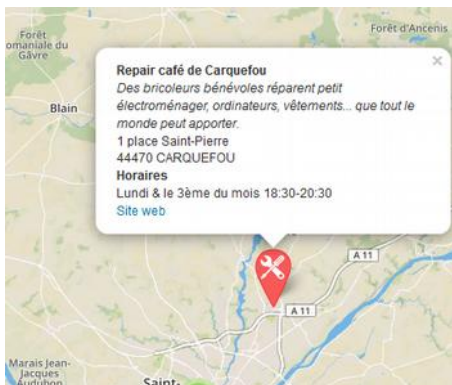 Forêt
omaniale du
Gâvre
Forêt d'Ancenis
Blain
Repair café de Carquefou
Des bricoleurs bénévoles réparent petit
électroménager, ordinateurs, vêtements... que tout le
monde peut apporter.
1 place Saint-Pierre
44470 CARQUEFOU
Horaires
Lundi & le 3ème du mois 18:30-20:30
Site web
A 11
A 11
Marais Jean-
Jacques
Audubon
Saint-